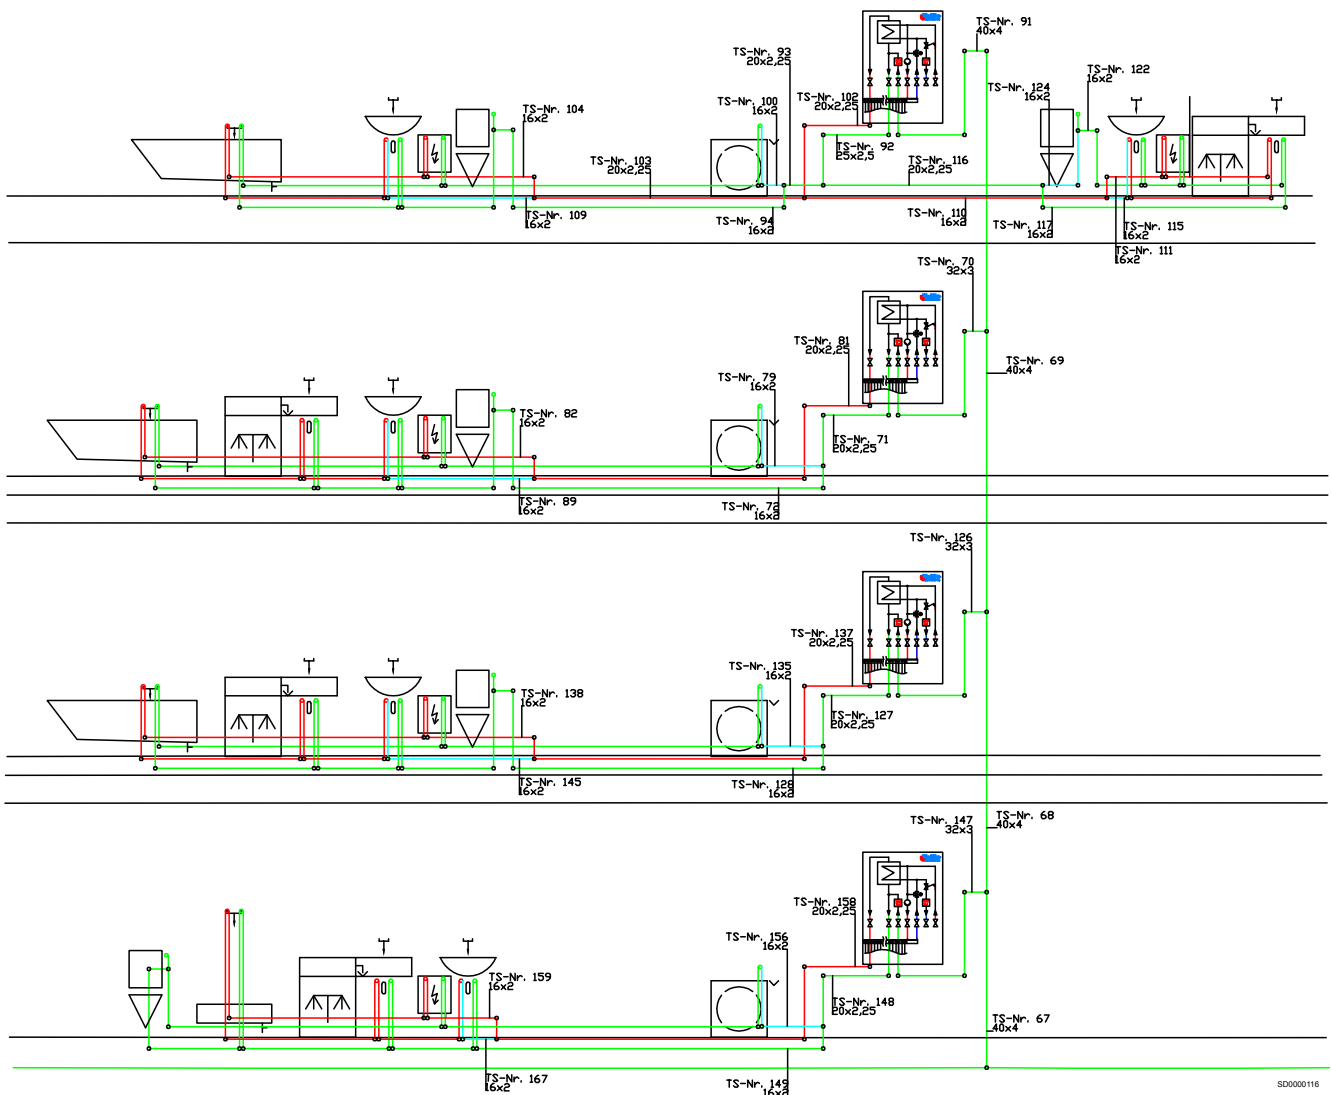 TS-Nr. 91
40x4
TS-Nr. 93
20x2,25
TS-Nr. 122
16x2
TS-Nr. 124
16x2
TS-Nr. 102
20x2,25
TS-Nr. 100
16x2
TS-Nr. 104
16x2
TS-Nr. 92
25x2,5
TS-Nr. 103
20x2,25
TS-Nr. 116
20x2,25
TS-Nr. 109
16x2
TS-Nr. 94
16x2
TS-Nr. 110
16x2
TS-Nr. 117
16x2
TS-Nr. 115
16x2
TS-Nr. 111
16x2
TS-Nr. 70
32x3
TS-Nr. 81
20x2,25
TS-Nr. 69
40x4
TS-Nr. 79
16x2
TS-Nr. 82
16x2
TS-Nr. 71
20x2,25
TS-Nr. 89
16x2
TS-Nr. 72
16x2
TS-Nr. 126
32x3
TS-Nr. 137
20x2,25
TS-Nr. 135
16x2
TS-Nr. 138
16x2
TS-Nr. 127
20x2,25
TS-Nr. 145
16x2
TS-Nr. 128
16x2
TS-Nr. 147
32x3
TS-Nr. 68
40x4
TS-Nr. 158
20x2,25
TS-Nr. 156
16x2
TS-Nr. 159
16x2
TS-Nr. 148
20x2,25
TS-Nr. 67
40x4
TS-Nr. 167
16x2
TS-Nr. 149
16x2
SD0000116